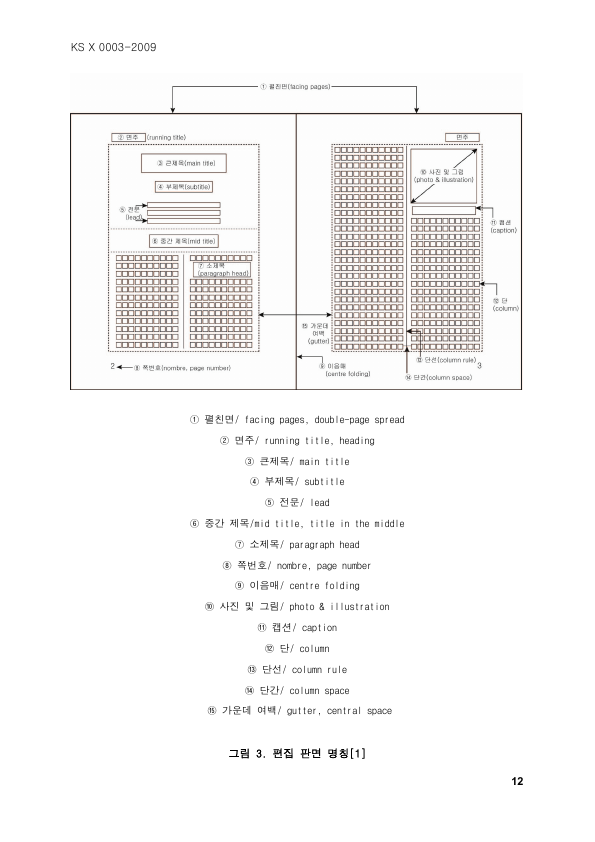 KS X 0003-2009
① 펼친면(facing pages)
② 면주 (running title)
③ 큰제목(main title)
④ 부제목(subtitle)
⑤ 전문
(lead)
⑥ 중간 제목(mid title)
⑦ 소제목
(paragraph head)
2
⑧ 쪽번호(nombre, page number)
면주
⑩ 사진 및 그림
(photo & illustration)
⑪ 캡션
(caption)
⑫ 단
(column)
⑮ 가운데
여백
(gutter)
⑨ 이음매
(centre folding)
⑬ 단선(column rule)
3
⑭ 단간(column space)
① 펼친면/ facing pages, double-page spread
② 면주/ running title, heading
③ 큰제목/ main title
④ 부제목/ subtitle
⑤ 전문/ lead
⑥ 중간 제목/mid title, title in the middle
⑦ 소제목/ paragraph head
⑧ 쪽번호/ nombre, page number
⑨ 이음매/ centre folding
⑩ 사진 및 그림/ photo & illustration
⑪ 캡션/ caption
⑫ 단/ column
⑬ 단선/ column rule
⑭ 단간/ column space
⑮ 가운데 여백/ gutter, central space
그림 3. 편집 판면 명칭[1]
12